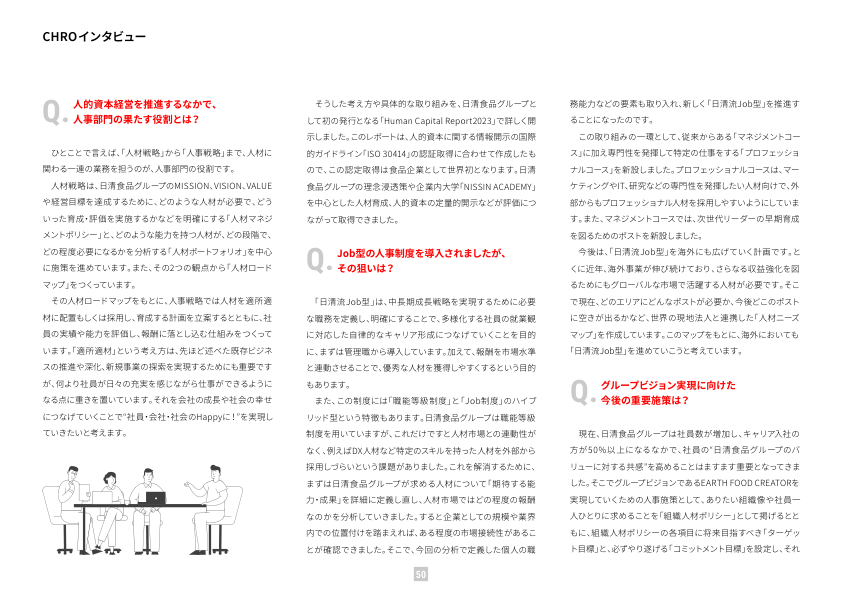 CHROインタビュー
Q.
人的資本経営を推進するなかで、
人事部門の果たす役割とは？
ひとことで言えば、「人材戦略」から「人事戦略」まで、人材に
関わる一連の業務を担うのが、人事部門の役割です。
人材戦略は、日清食品グループのMISSION、VISION、VALUE
や経営目標を達成するために、どのような人材が必要で、どう
いった育成・評価を実施するかなどを明確にする「人材マネジ
メントポリシー」と、どのような能力を持つ人材が、どの段階で、
どの程度必要になるかを分析する「人材ポートフォリオ」を中心
に施策を進めています。また、その2つの観点から「人材ロード
マップ」をつくっています。
その人材ロードマップをもとに、人事戦略では人材を適所適
材に配置もしくは採用し、育成する計画を立案するとともに、社
員の実績や能力を評価し、報酬に落とし込む仕組みをつくって
います。「適所適材」という考え方は、先ほど述べた既存ビジネ
スの推進や深化、新規事業の探索を実現するためにも重要です
が、何より社員が日々の充実を感じながら仕事ができるように
なる点に重きを置いています。それを会社の成長や社会の幸せ
につなげていくことで“社員・会社・社会のHappyに！”を実現し
ていきたいと考えます。
そうした考え方や具体的な取り組みを、日清食品グループと
して初の発行となる「Human Capital Report2023」で詳しく開
示しました。このレポートは、人的資本に関する情報開示の国際
的ガイドライン「ISO 30414」の認証取得に合わせて作成したも
ので、この認定取得は食品企業として世界初となります。日清
食品グループの理念浸透策や企業内大学「NISSIN ACADEMY」
を中心とした人材育成、人的資本の定量的開示などが評価につ
ながって取得できました。
Q.
Job型の人事制度を導入されましたが、
その狙いは？
「日清流Job型」は、中長期成長戦略を実現するために必要
な職務を定義し、明確にすることで、多様化する社員の就業観
に対応した自律的なキャリア形成につなげていくことを目的
に、まずは管理職から導入しています。加えて、報酬を市場水準
と連動させることで、優秀な人材を獲得しやすくするという目的
もあります。
また、この制度には「職能等級制度」と「Job制度」のハイブ
リッド型という特徴もあります。日清食品グループは職能等級
制度を用いていますが、これだけですと人材市場との連動性が
なく、例えばDX人材など特定のスキルを持った人材を外部から
採用しづらいという課題がありました。これを解消するために、
まずは日清食品グループが求める人材について「期待する能
力・成果」を詳細に定義し直し、人材市場ではどの程度の報酬
なのかを分析していきました。すると企業としての規模や業界
内での位置付けを踏まえれば、ある程度の市場接続性があるこ
とが確認できました。そこで、今回の分析で定義した個人の職
務能力などの要素も取り入れ、新しく「日清流Job型」を推進す
ることになったのです。
この取り組みの一環として、従来からある「マネジメントコー
ス」に加え専門性を発揮して特定の仕事をする「プロフェッショ
ナルコース」を新設しました。プロフェッショナルコースは、マー
ケティングやIT、研究などの専門性を発揮したい人材向けで、外
部からもプロフェッショナル人材を採用しやすいようにしていま
す。また、マネジメントコースでは、次世代リーダーの早期育成
を図るためのポストを新設しました。
今後は、「日清流Job型」を海外にも広げていく計画です。と
くに近年、海外事業が伸び続けており、さらなる収益強化を図
るためにもグローバルな市場で活躍する人材が必要です。そこ
で現在、どのエリアにどんなポストが必要か、今後どこのポスト
に空きが出るかなど、世界の現地法人と連携した「人材ニーズ
マップ」を作成しています。このマップをもとに、海外においても
「日清流Job型」を進めていこうと考えています。
Q.
グループビジョン実現に向けた
今後の重要施策は？
現在、日清食品グループは社員数が増加し、キャリア入社の
方が50％以上になるなかで、社員の“日清食品グループのバ
リューに対する共感”を高めることはますます重要となってきま
す。そこでグループビジョンであるEARTH FOOD CREATORを
実現していくための人事施策として、ありたい組織像や社員一
人ひとりに求めることを「組織人材ポリシー」として掲げるとと
もに、組織人材ポリシーの各項目に将来目指すべき「ターゲッ
ト目標」と、必ずやり遂げる「コミットメント目標」を設定し、それ
50